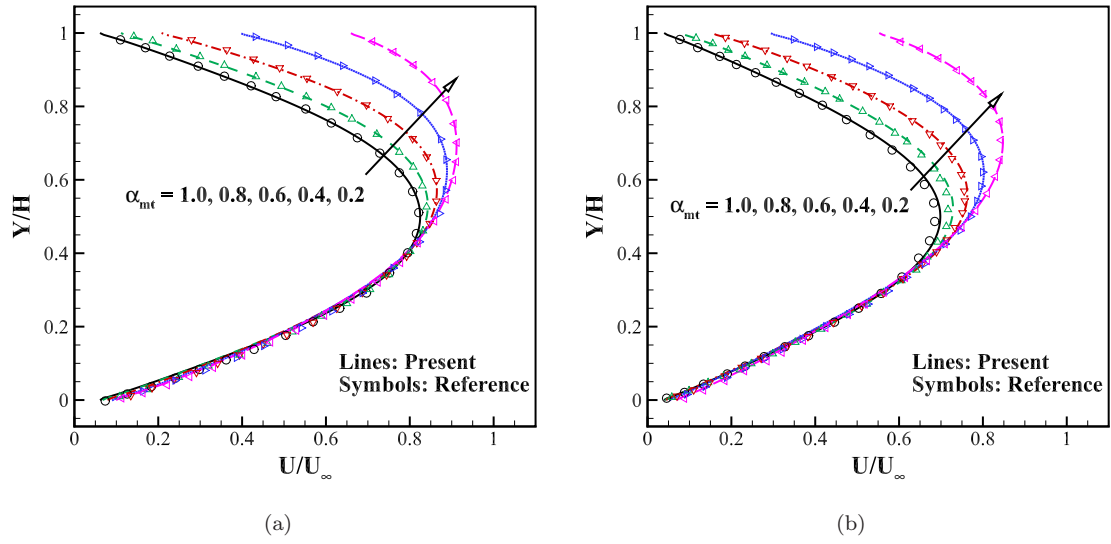 Y/H
1
0.8
0.6
0.4
0.2
0
α_mt = 1.0, 0.8, 0.6, 0.4, 0.2
Lines: Present
Symbols: Reference
0 0.2 0.4 0.6 0.8 1
U/U_∞
(a)
Y/H
1
0.8
0.6
0.4
0.2
0
α_mt = 1.0, 0.8, 0.6, 0.4, 0.2
Lines: Present
Symbols: Reference
0 0.2 0.4 0.6 0.8 1
U/U_∞
(b)